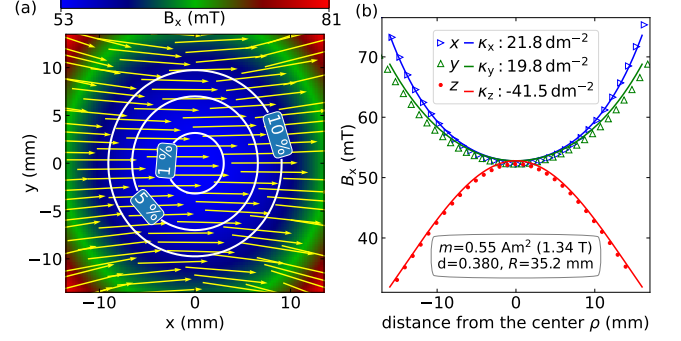 (a)
B_x (mT)
53
81
10
5
0
−5
−10
y (mm)
−10
0
10
x (mm)
1 %
5 %
10 %
(b)
70
60
50
40
B_x (mT)
x κ_x : 21.8 dm⁻²
y κ_y : 19.8 dm⁻²
z κ_z : -41.5 dm⁻²
m=0.55 Am² (1.34 T)
d=0.380, R=35.2 mm
−10
0
10
distance from the center ρ (mm)